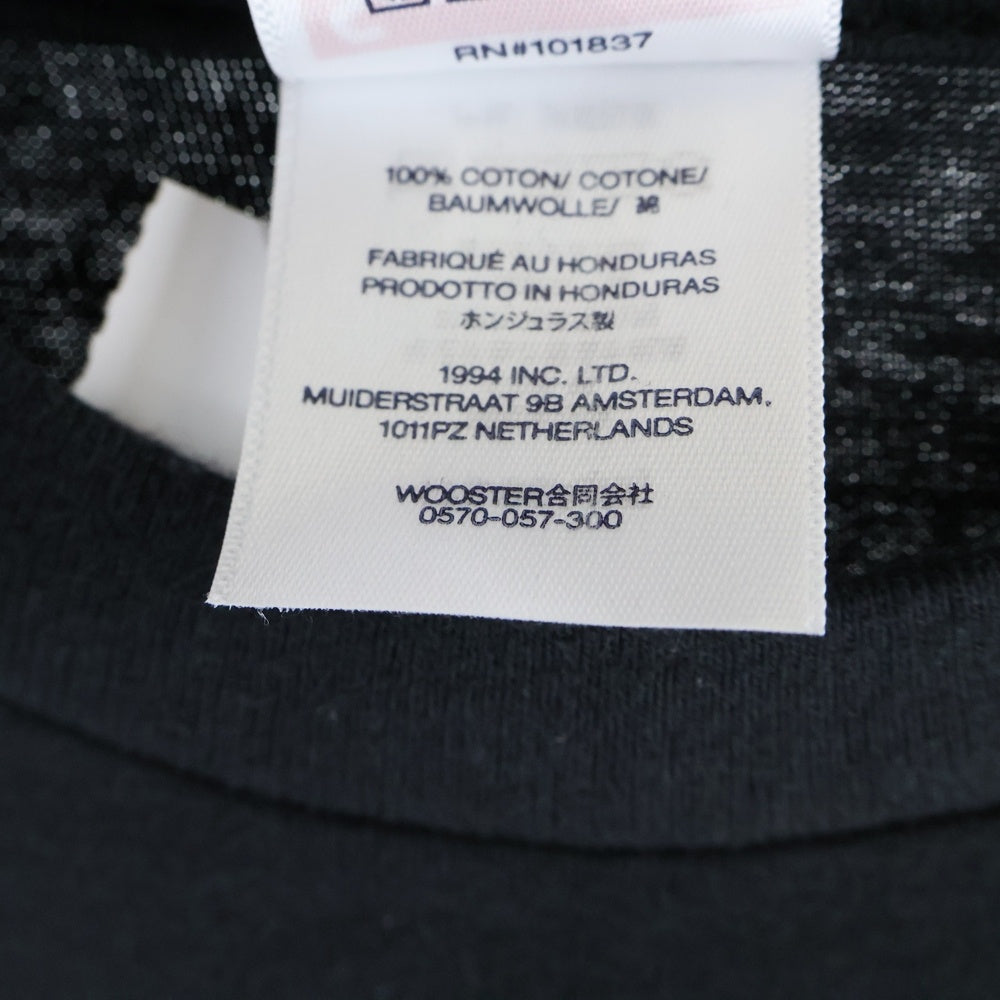 RN#101837
100% COTON/ COTONE/
BAUMWOLLE/ 綿
FABRIQUÉ AU HONDURAS
PRODOTTO IN HONDURAS
ホンジュラス製
1994 INC. LTD.
MUIDERSTRAAT 9B AMSTERDAM,
1011PZ NETHERLANDS
WOOSTER合同会社
0570-057-300